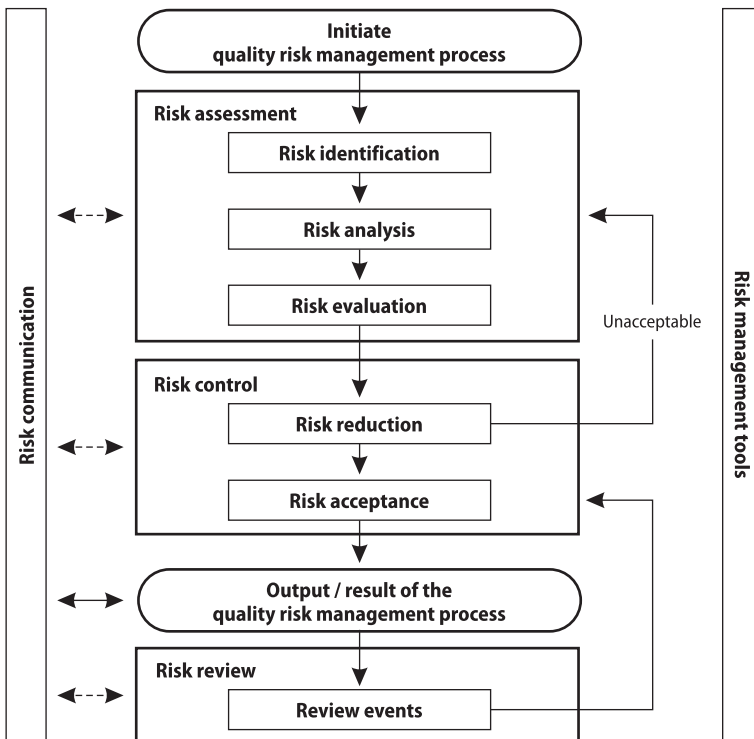 Initiate
quality risk management process
Risk assessment
Risk identification
Risk analysis
Risk evaluation
Unacceptable
Risk control
Risk reduction
Risk acceptance
Output / result of the
quality risk management process
Risk review
Review events
Risk communication
Risk management tools